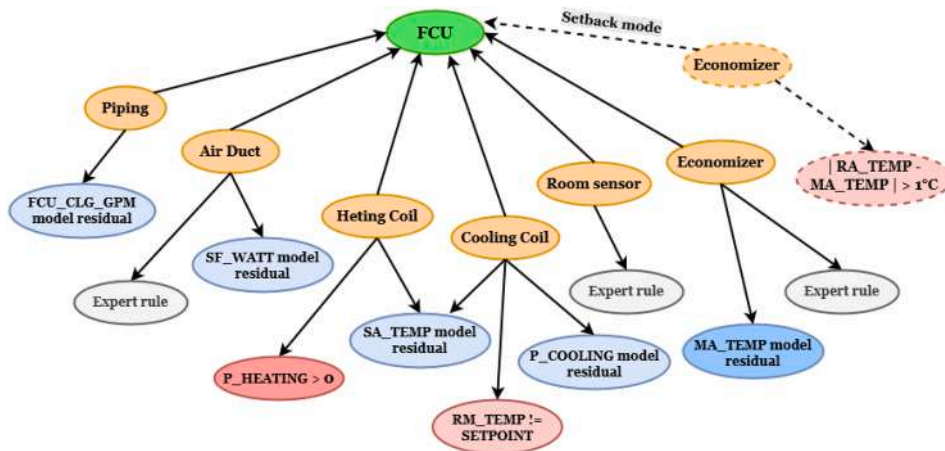 FCU
Setback mode
Economizer
Piping
Air Duct
Economizer
| RA_TEMP -
MA_TEMP | > 1°C
Room sensor
FCU_CLG_GPM
model residual
Heting Coil
Cooling Coil
SF_WATT model
residual
Expert rule
Expert rule
Expert rule
SA_TEMP model
residual
P_COOLING model
residual
MA_TEMP model
residual
P_HEATING > 0
RM_TEMP !=
SETPOINT